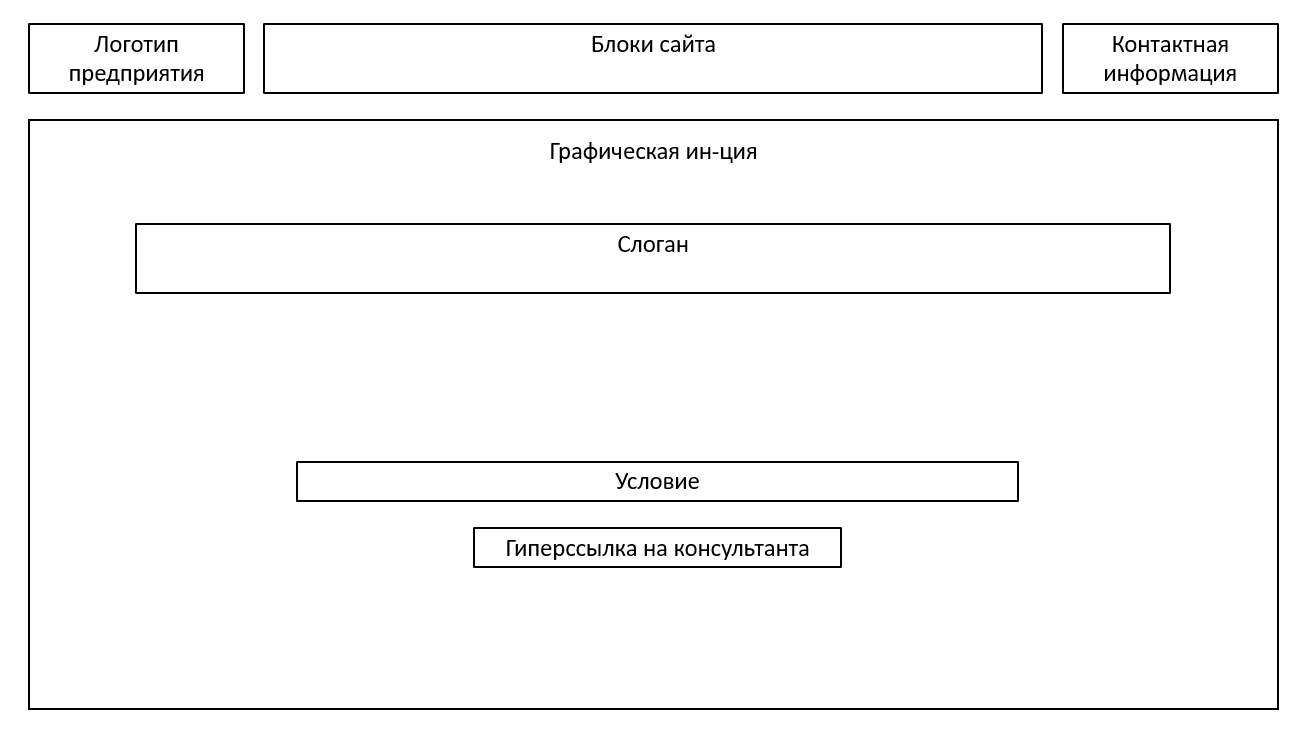 Логотип
предприятия
Блоки сайта
Контактная
информация
Графическая ин-ция
Слоган
Условие
Гиперссылка на консультанта